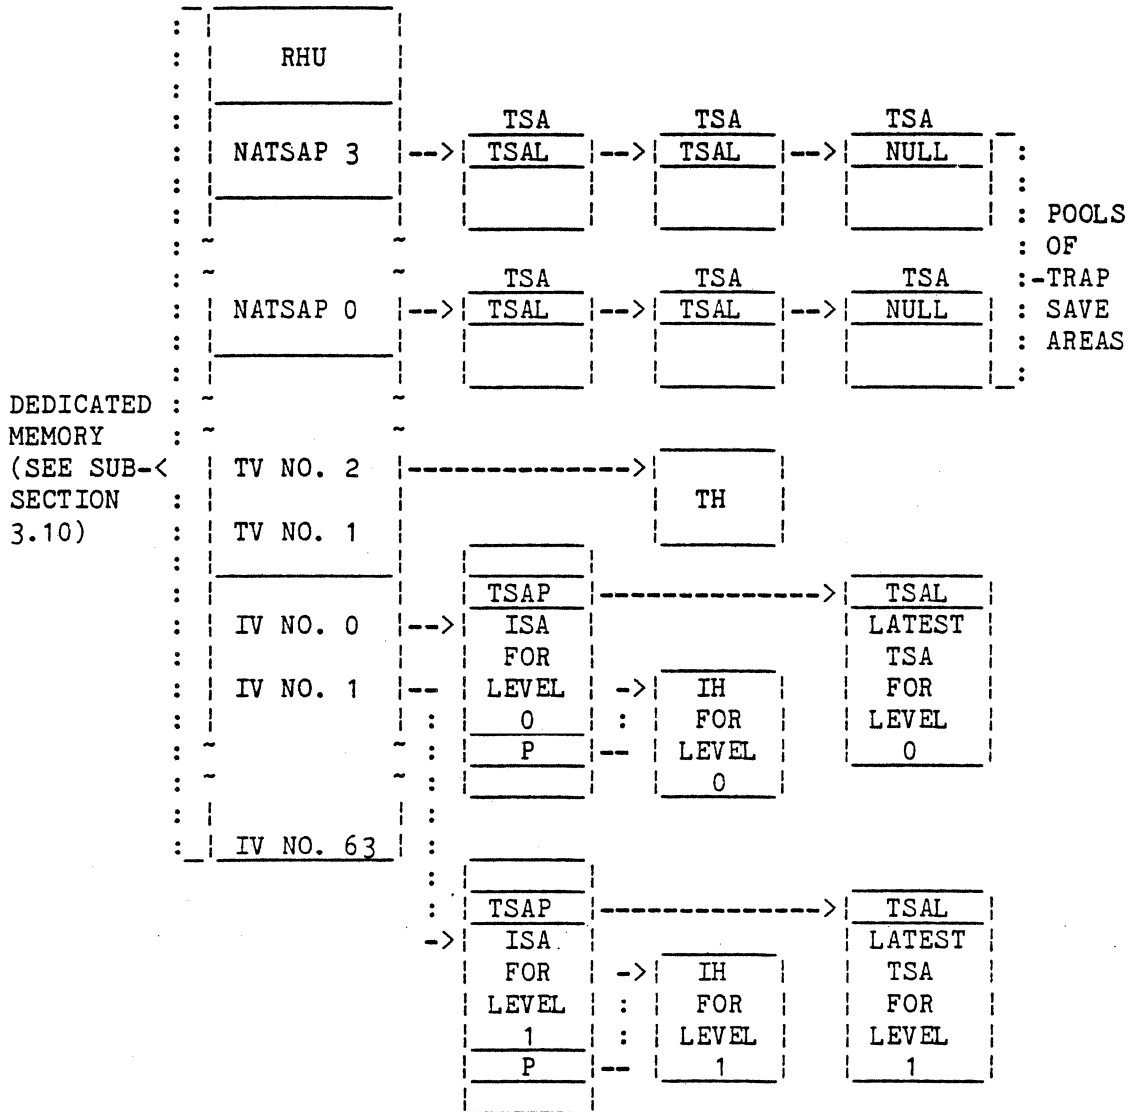 RHU
TSA TSA TSA
NATSAP 3 --> TSAL --> TSAL --> NULL
POOLS
OF
TSA TSA TSA -TRAP
NATSAP 0 --> TSAL --> TSAL --> NULL SAVE
AREAS
DEDICATED
MEMORY
(SEE SUB-< TV NO. 2 --------------> TH
SECTION
3.10) TV NO. 1
TSAP --------------> TSAL
IV NO. 0 --> ISA LATEST
FOR TSA
IV NO. 1 -- LEVEL -> IH FOR
0 FOR LEVEL
P -- LEVEL 0
0
IV NO. 63
TSAP --------------> TSAL
-> ISA LATEST
FOR -> IH TSA
LEVEL FOR FOR
1 LEVEL LEVEL
P -- 1 1